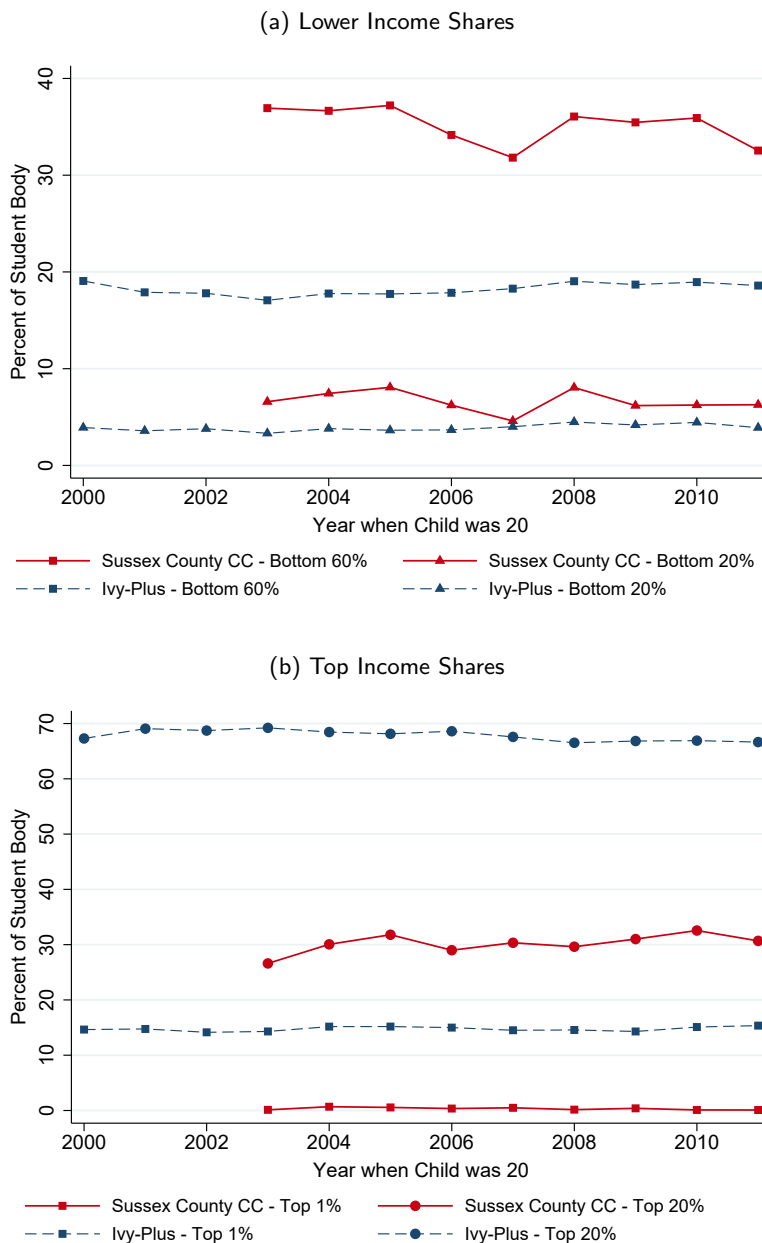 (a) Lower Income Shares
Percent of Student Body
40
30
20
10
0
2000 2002 2004 2006 2008 2010
Year when Child was 20
Sussex County CC - Bottom 60% Sussex County CC - Bottom 20%
Ivy-Plus - Bottom 60% Ivy-Plus - Bottom 20%
(b) Top Income Shares
Percent of Student Body
70
60
50
40
30
20
10
0
2000 2002 2004 2006 2008 2010
Year when Child was 20
Sussex County CC - Top 1% Sussex County CC - Top 20%
Ivy-Plus - Top 1% Ivy-Plus - Top 20%